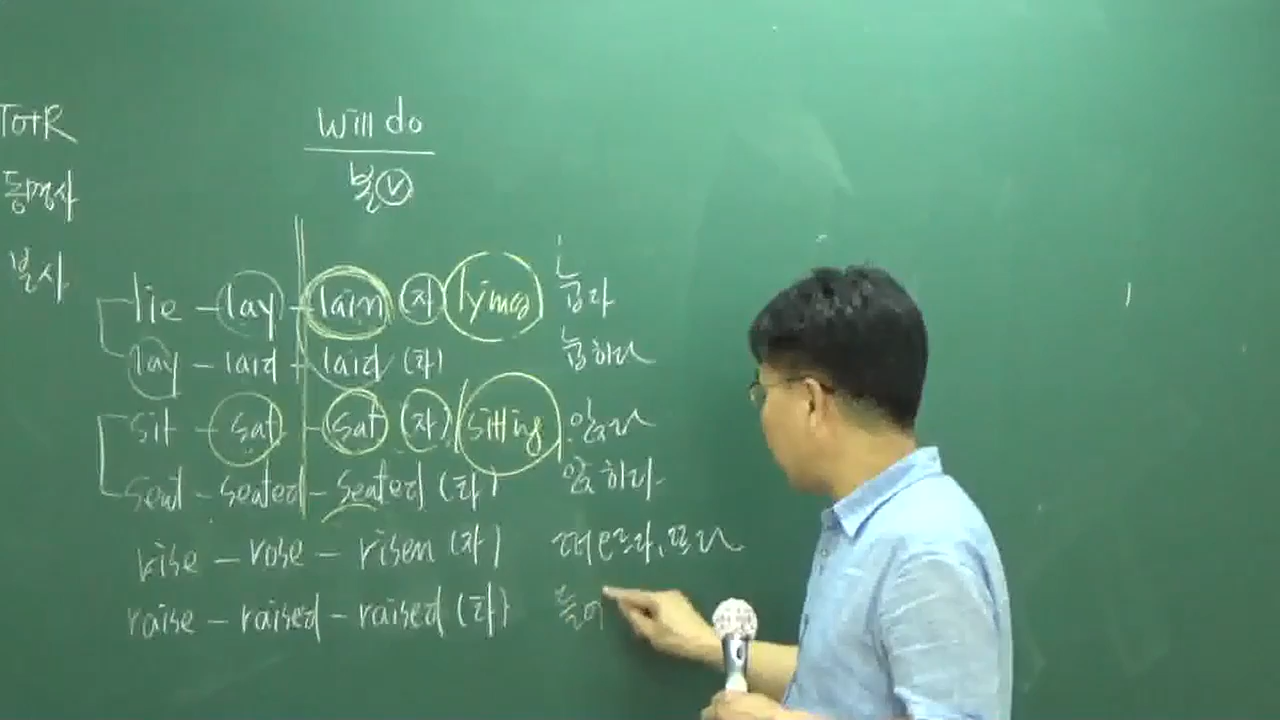 TOTR
will do
동명사
본 ⓥ
분사
lie - lay - lain (자) lying 눕다
lay - laid - laid (타) 눕히다
sit - sat - sat (자) sitting 앉다
seat - seated - seated (타) 앉히다
rise - rose - risen (자) 떠오르다, 뜨다
raise - raised - raised (타) 들어